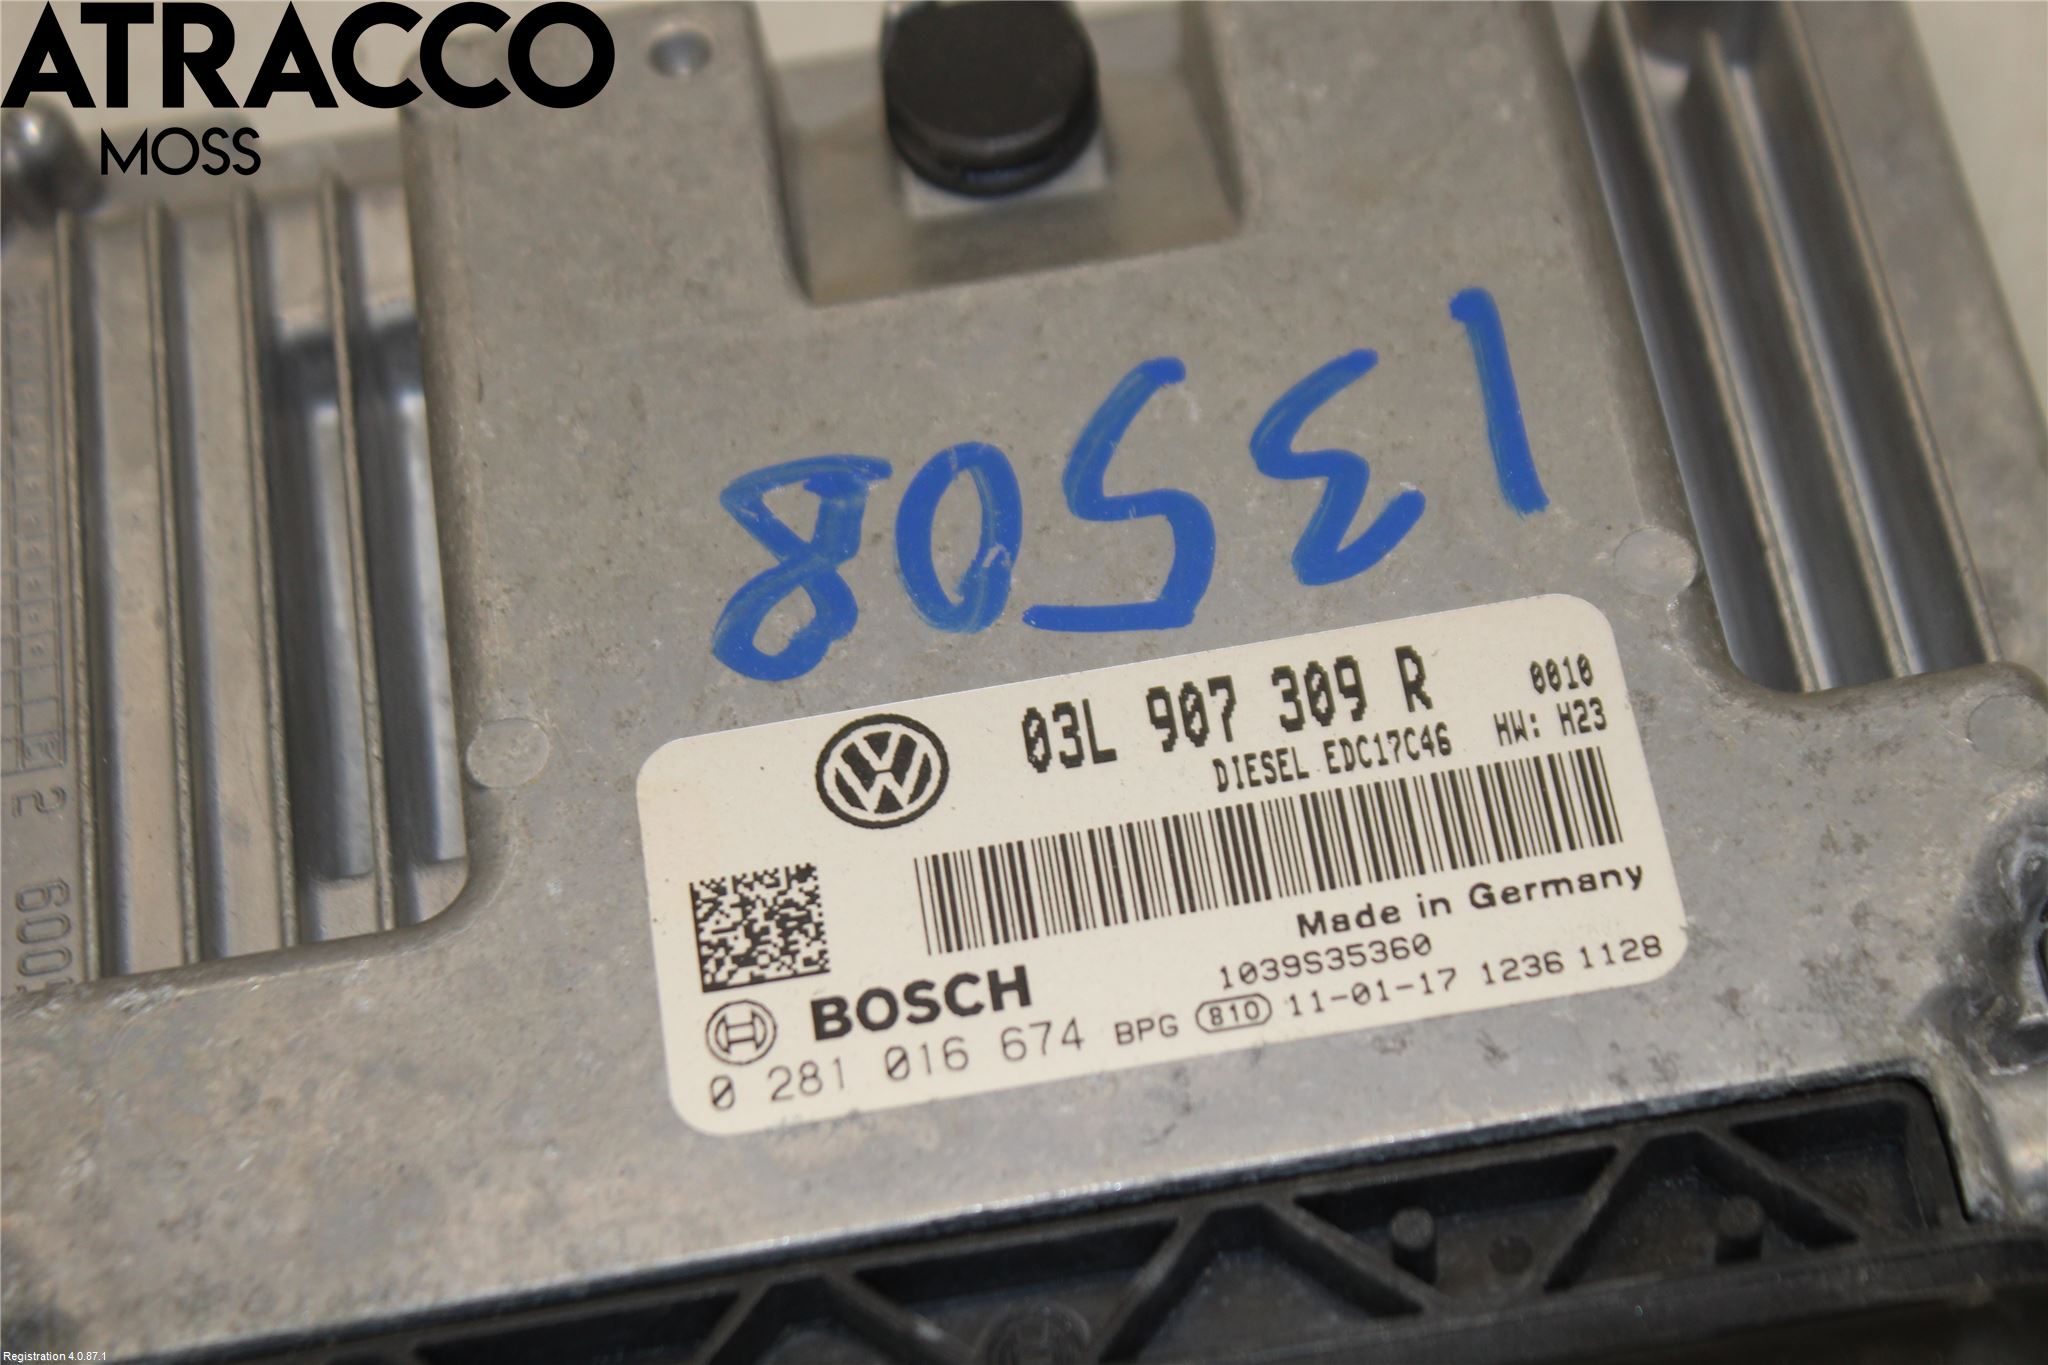 ATRACCO
MOSS
13508
03L 907 309 R
0010
DIESEL EDC17C46
HW: H23
Made in Germany
1039S35360
BOSCH
0 281 016 674 BPG 810 11-01-17 1236 1128
Registration 4.0.87.1